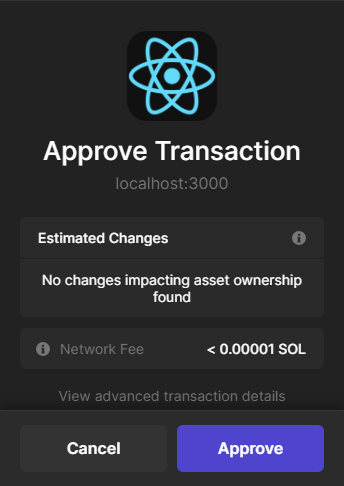 Approve Transaction
localhost:3000
Estimated Changes
No changes impacting asset ownership
found
Network Fee
< 0.00001 SOL
View advanced transaction details
Cancel
Approve